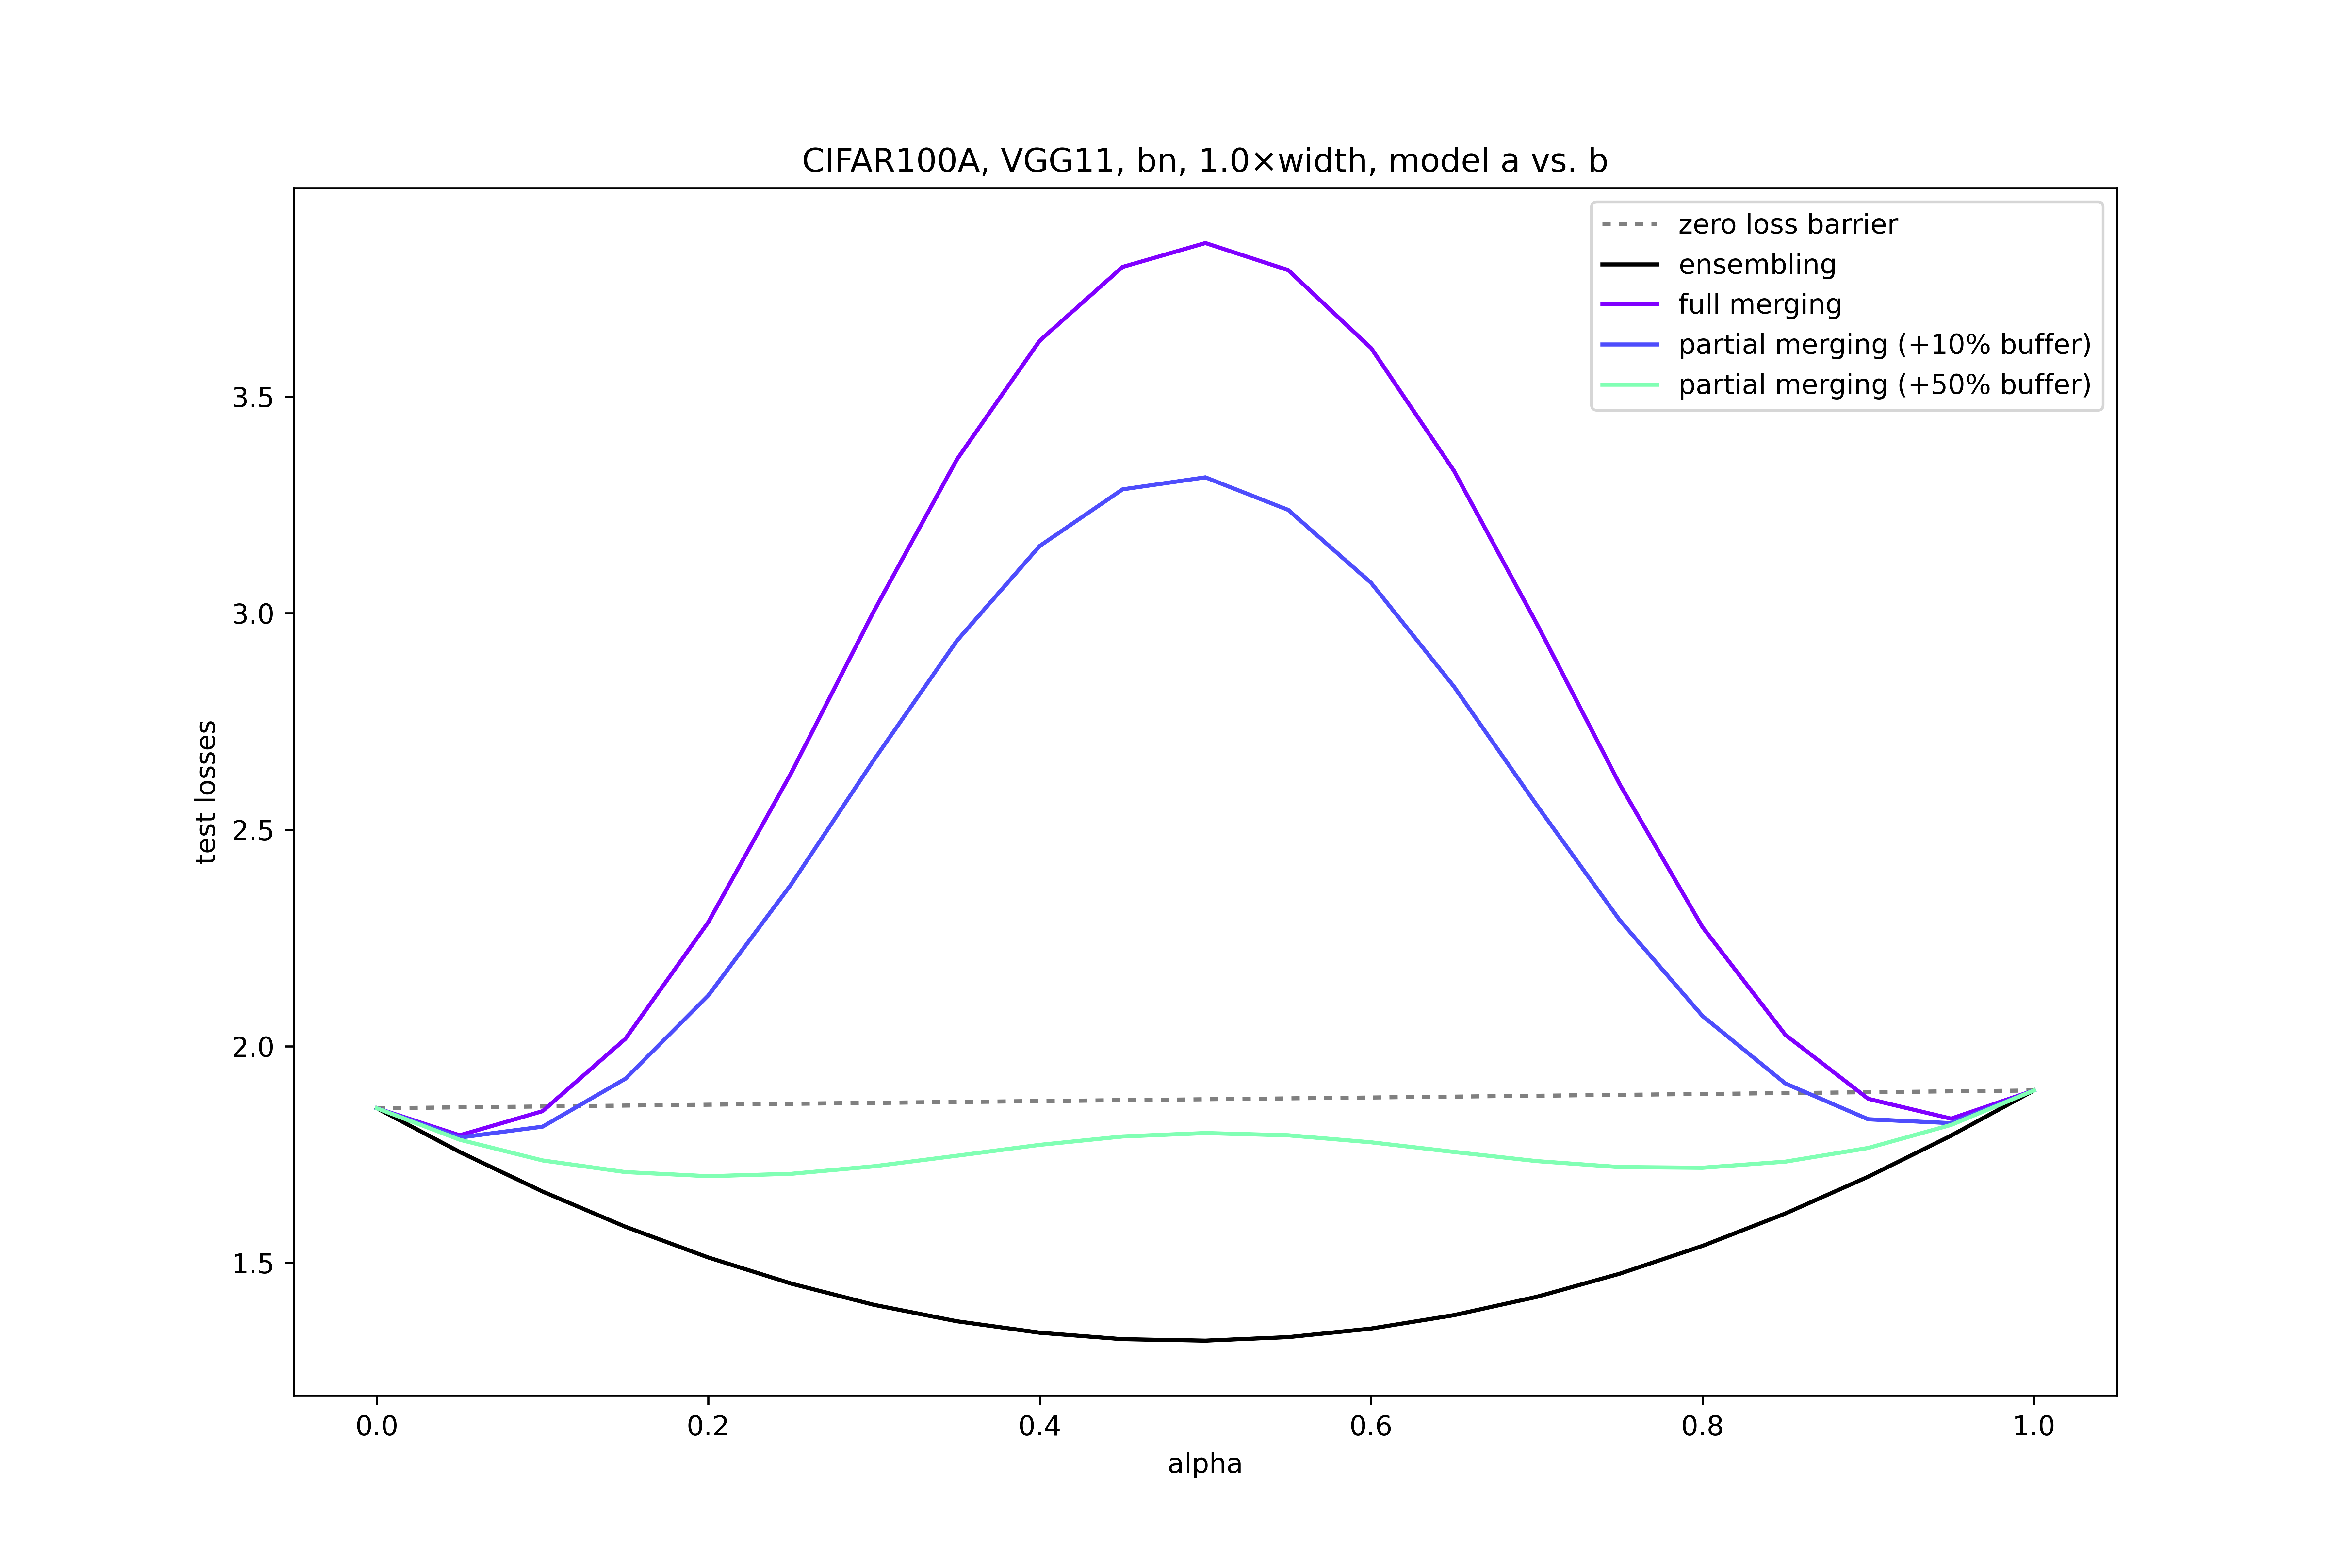 CIFAR100A, VGG11, bn, 1.0×width, model a vs. b
zero loss barrier
ensembling
full merging
partial merging (+10% buffer)
partial merging (+50% buffer)
test losses
3.5
3.0
2.5
2.0
1.5
0.0 0.2 0.4 0.6 0.8 1.0
alpha